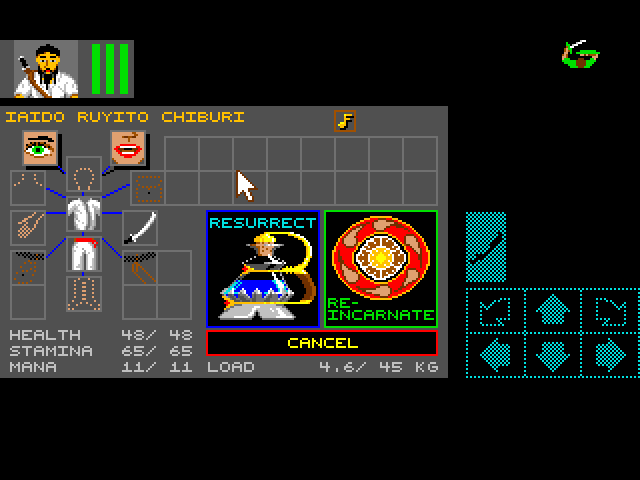 IAIDO RUYITO CHIBURI
RESURRECT
RE-
INCARNATE
CANCEL
HEALTH 48/ 48
STAMINA 65/ 65
MANA 11/ 11
LOAD 4.6/ 45 KG